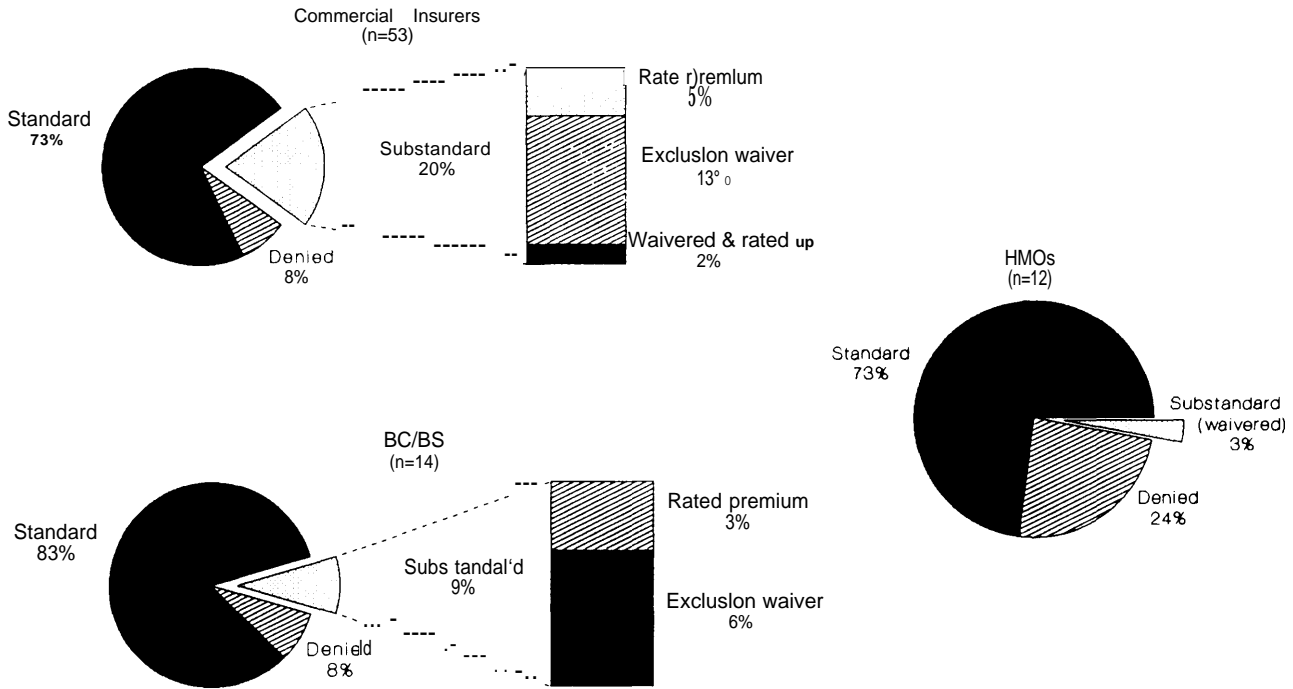 Commercial Insurers
(n=53)
Standard
73%
Substandard
20%
Denied
8%
Rate r)remlum
5%
Excluslon waiver
13° 0
Waivered & rated up
2%
BC/BS
(n=14)
Standard
83%
Subs tandal'd
9%
Denield
8%
Rated premium
3%
Excluslon waiver
6%
HMOs
(n=12)
Standard
73%
Substandard
(waivered)
3%
Denied
24%